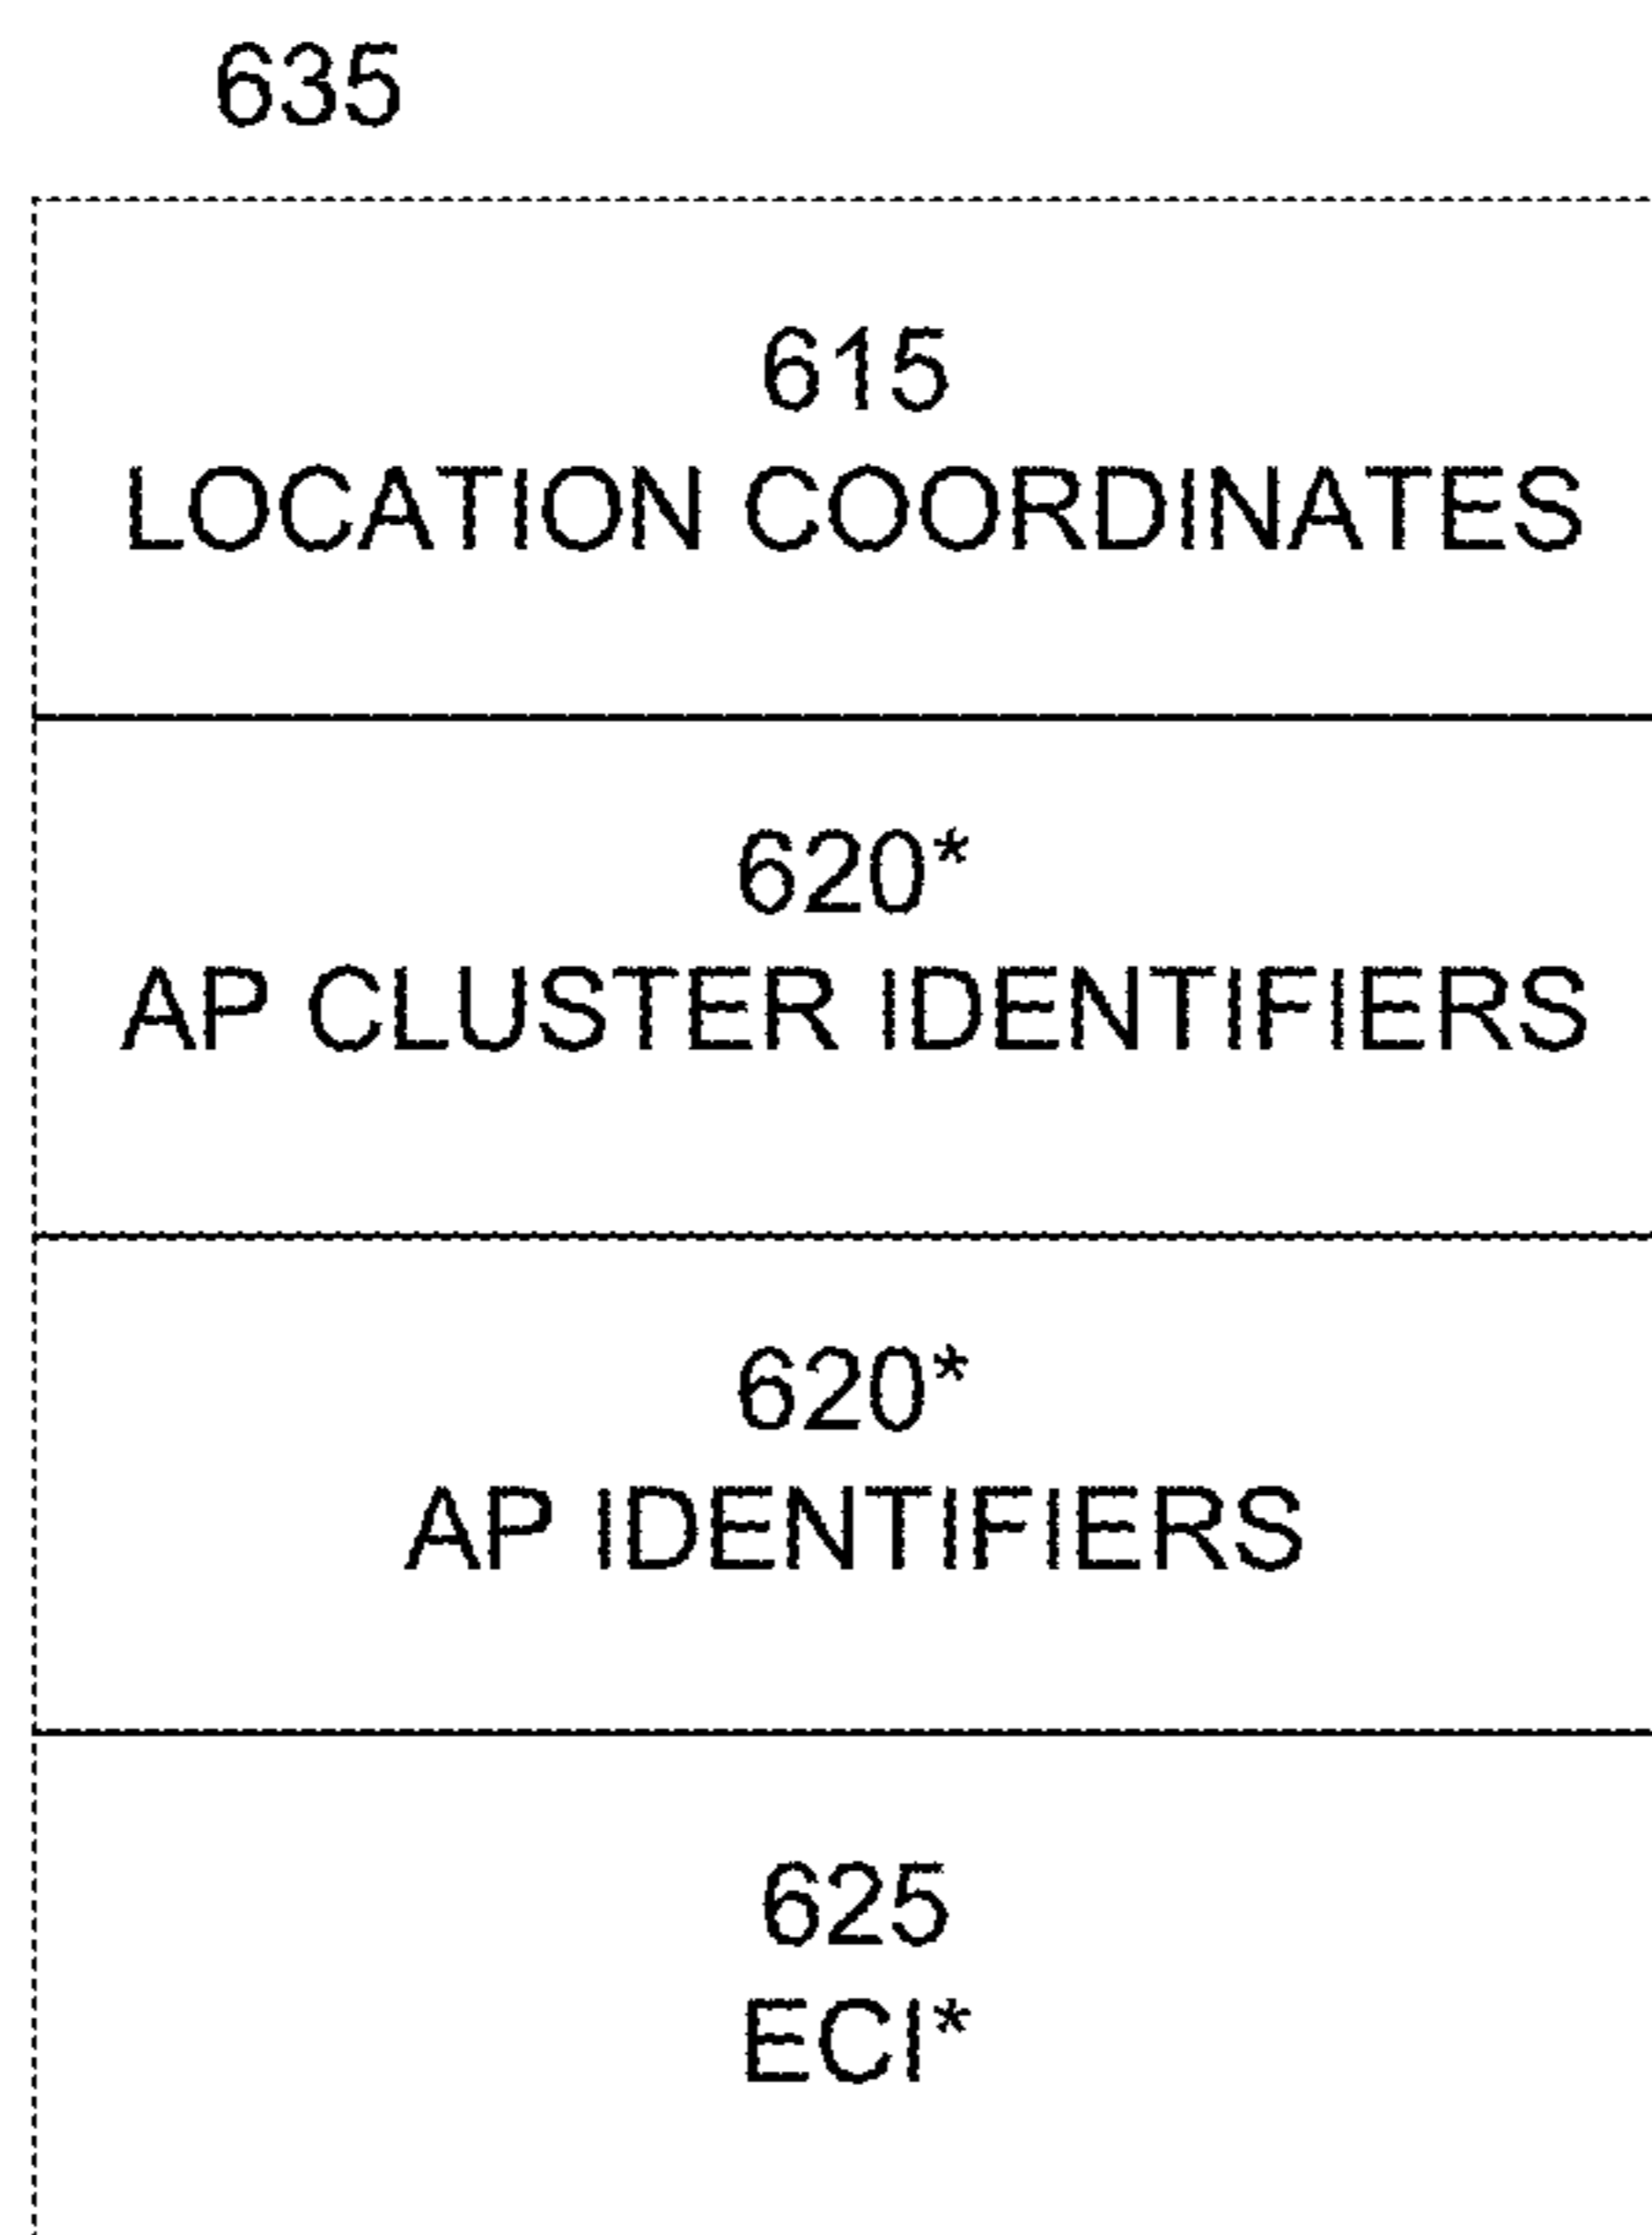 635
615
LOCATION COORDINATES
620*
AP CLUSTER IDENTIFIERS
620*
AP IDENTIFIERS
625
ECI*